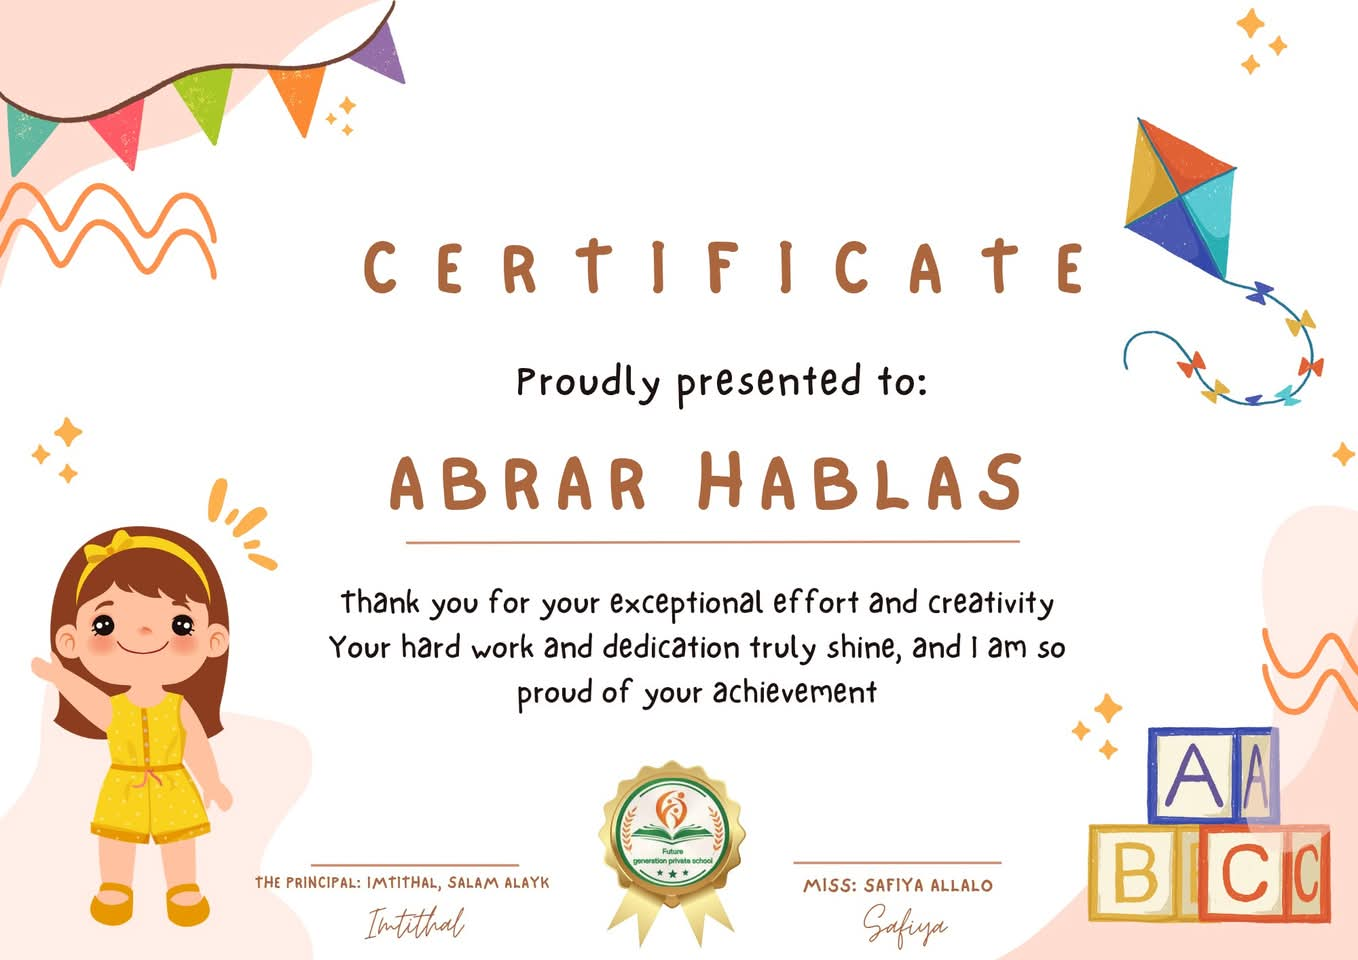 CERTIFICATE
Proudly presented to:
ABRAR HABLAS
Thank you for your exceptional effort and creativity
Your hard work and dedication truly shine, and I am so
proud of your achievement
Future
generation private school
THE PRINCIPAL: IMTITHAL, SALAM ALAYK
Imtithal
MISS: SAFIYA ALLALO
Safiya
A A
B B C C